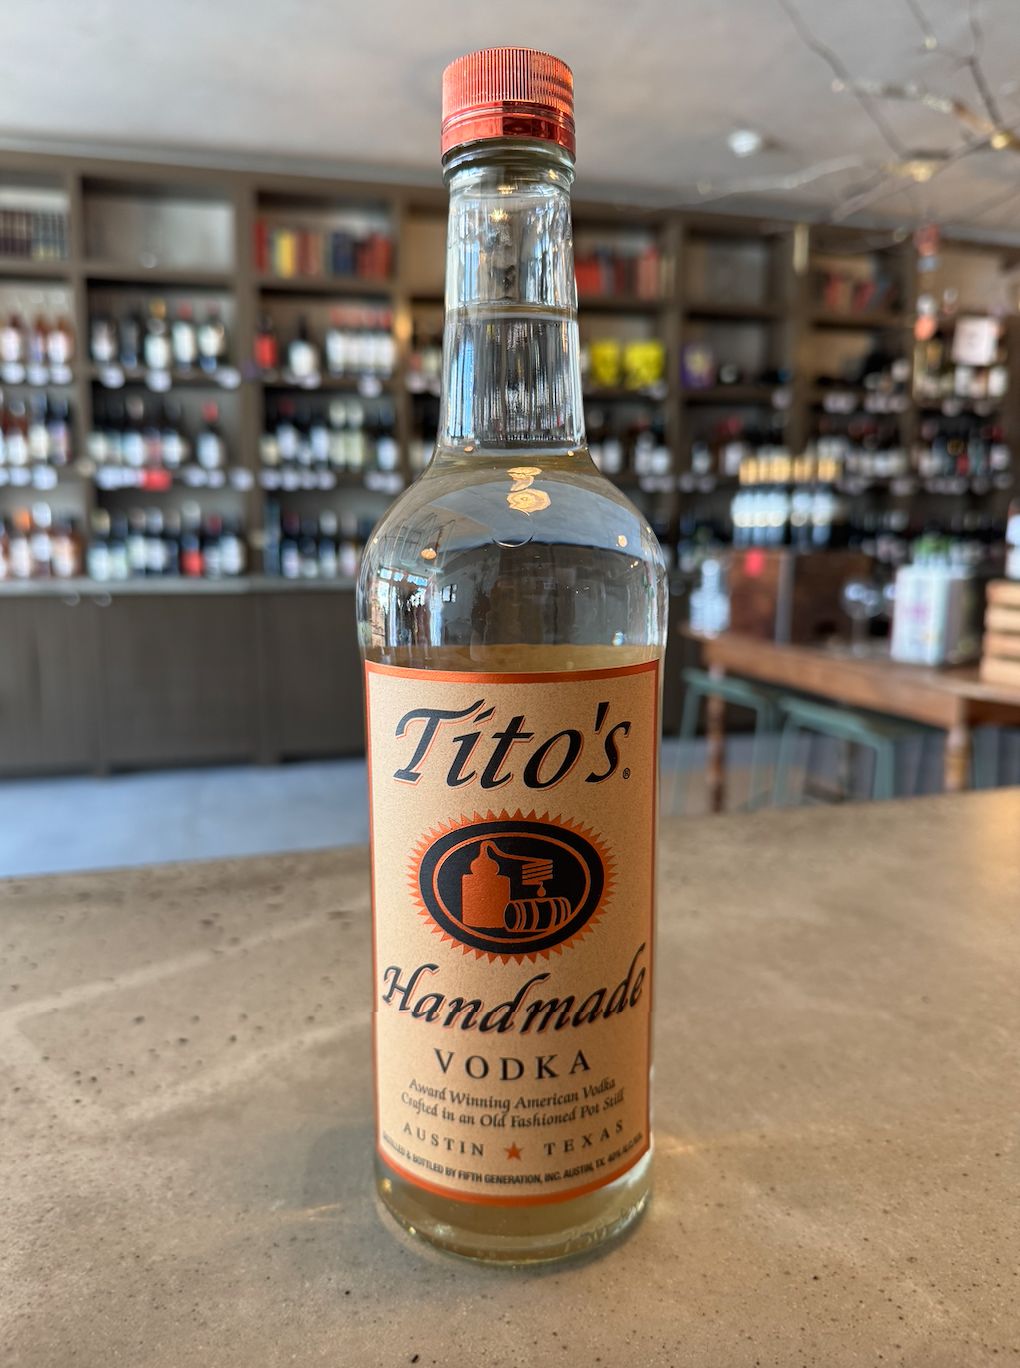 Tito's®
Handmade
VODKA
Award Winning American Vodka
Crafted in an Old Fashioned Pot Still
AUSTIN ★ TEXAS
DISTILLED & BOTTLED BY FIFTH GENERATION, INC. AUSTIN, TX. 40% ALC./VOL.